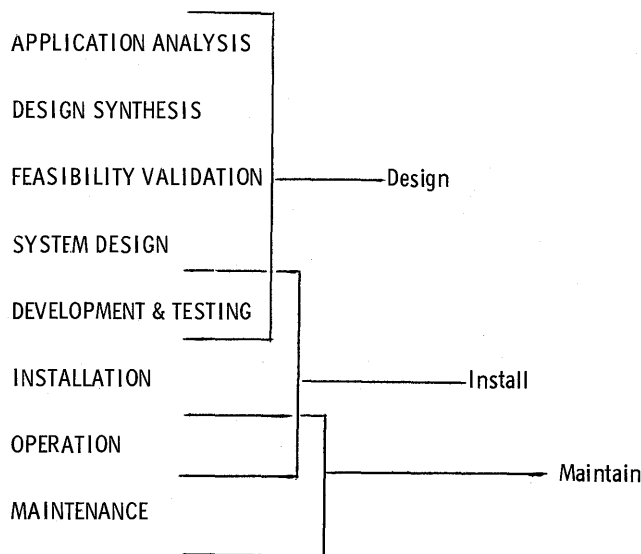 APPLICATION ANALYSIS
DESIGN SYNTHESIS
FEASIBILITY VALIDATION
Design
SYSTEM DESIGN
DEVELOPMENT & TESTING
INSTALLATION
Install
OPERATION
Maintain
MAINTENANCE